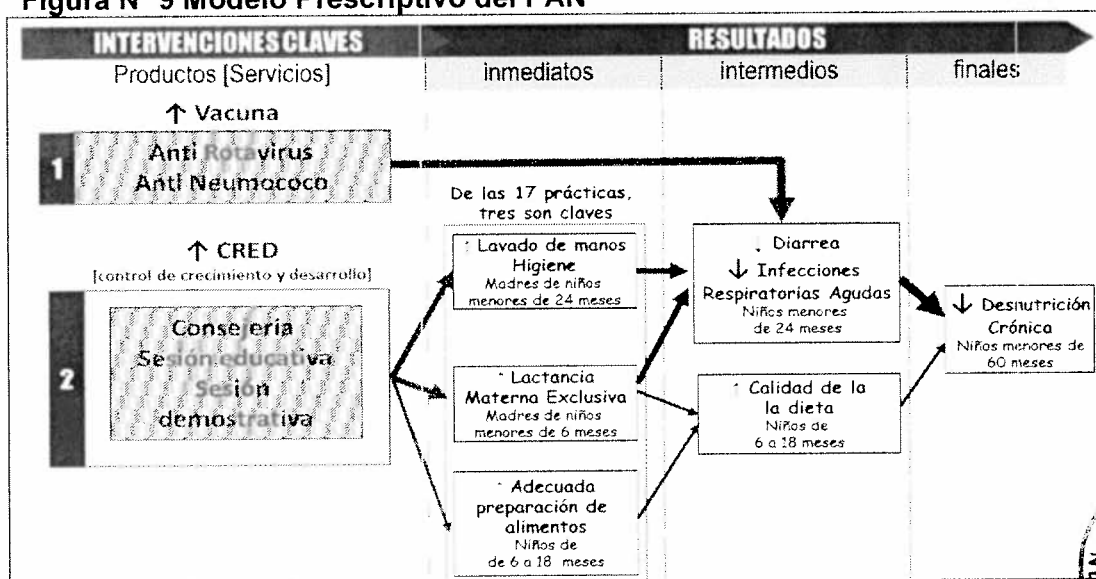 Figura N° 9 Modelo Prescriptivo del PAN
INTERVENCIONES CLAVES
RESULTADOS
Productos [Servicios]
inmediatos
intermedios
finales
↑ Vacuna
1
Anti Rotavirus
Anti Neumococo
De las 17 prácticas,
tres son claves
↑ CRED
[control de crecimiento y desarrollo]
2
Consejería
Sesión educativa
Sesión
demostrativa
↑ Lavado de manos
Higiene
Madres de niños
menores de 24 meses
↑ Lactancia
Materna Exclusiva
Madres de niños
menores de 6 meses
↑ Adecuada
preparación de
alimentos
Niños de
de 6 a 18 meses
↓ Diarrea
↓ Infecciones
Respiratorias Agudas
Niños menores
de 24 meses
↑ Calidad de la
la dieta
Niños de
6 a 18 meses
↓ Desnutrición
Crónica
Niños menores de
60 meses